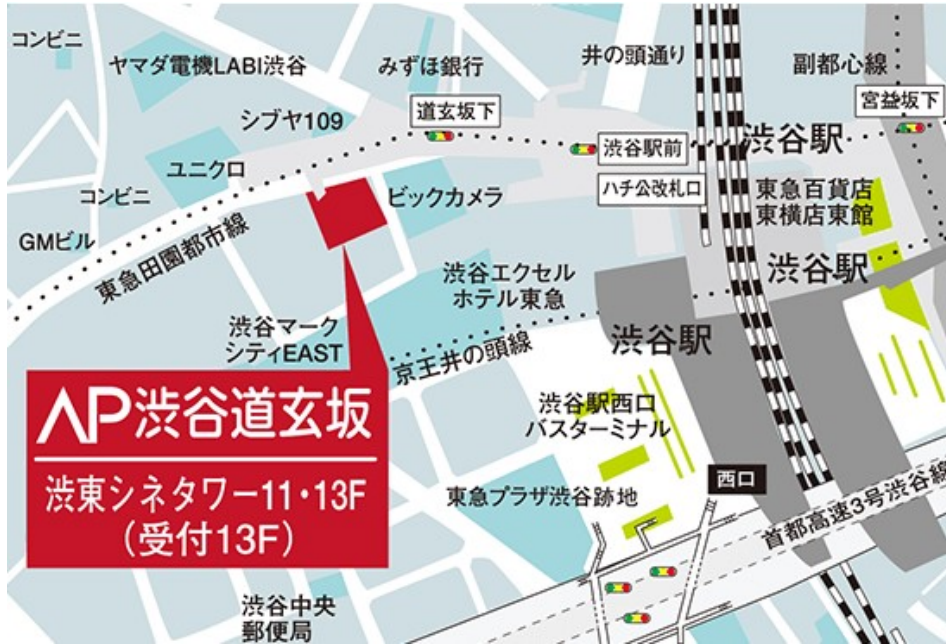 コンビニ
ヤマダ電機LABI渋谷
みずほ銀行
井の頭通り
副都心線
道玄坂下
宮益坂下
シブヤ109
渋谷駅前
渋谷駅
ユニクロ
ハチ公改札口
コンビニ
ビックカメラ
東急百貨店
東横店東館
GMビル
東急田園都市線
渋谷エクセル
ホテル東急
渋谷駅
渋谷マーク
シティEAST
京王井の頭線
渋谷駅
AP渋谷道玄坂
渋東シネタワー11・13F
(受付13F)
渋谷駅西口
バスターミナル
西口
東急プラザ渋谷跡地
首都高速3号渋谷線
渋谷中央
郵便局